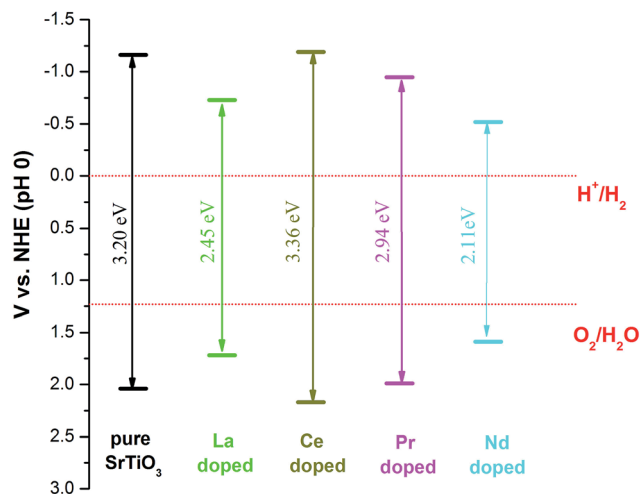 -1.5
-1.0
-0.5
0.0
0.5
1.0
1.5
2.0
2.5
3.0
V vs. NHE (pH 0)
3.20 eV
2.45 eV
3.36 eV
2.94 eV
2.11eV
H⁺/H₂
O₂/H₂O
pure
SrTiO₃
La
doped
Ce
doped
Pr
doped
Nd
doped